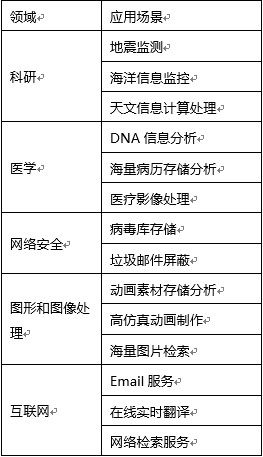 领域 应用场景
地震监测
科研 海洋信息监控
天文信息计算处理
DNA 信息分析
医学 海量病历存储分析
医疗影像处理
病毒库存储
网络安全
垃圾邮件屏蔽
动画素材存储分析
图形和图像处
理
高仿真动画制作
海量图片检索
Email 服务
互联网 在线实时翻译
网络检索服务